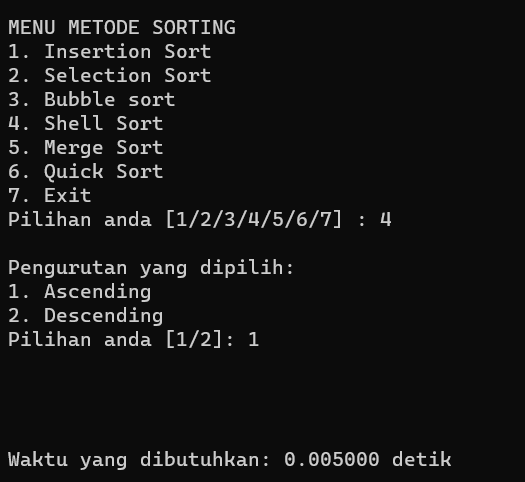 MENU METODE SORTING
1. Insertion Sort
2. Selection Sort
3. Bubble sort
4. Shell Sort
5. Merge Sort
6. Quick Sort
7. Exit
Pilihan anda [1/2/3/4/5/6/7] : 4
Pengurutan yang dipilih:
1. Ascending
2. Descending
Pilihan anda [1/2]: 1
Waktu yang dibutuhkan: 0.005000 detik